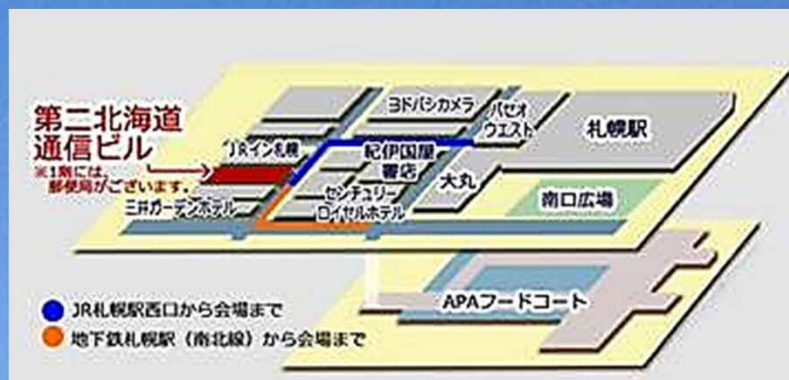 第二北海道
通信ビル
※1階には、
郵便局がございます。
JRイン札幌
三井ガーデンホテル
ヨドバシカメラ
パセオ
ウエスト
札幌駅
紀伊国屋
書店
大丸
センチュリー
ロイヤルホテル
南口広場
APAフードコート
JR札幌駅西口から会場まで
地下鉄札幌駅（南北線）から会場まで